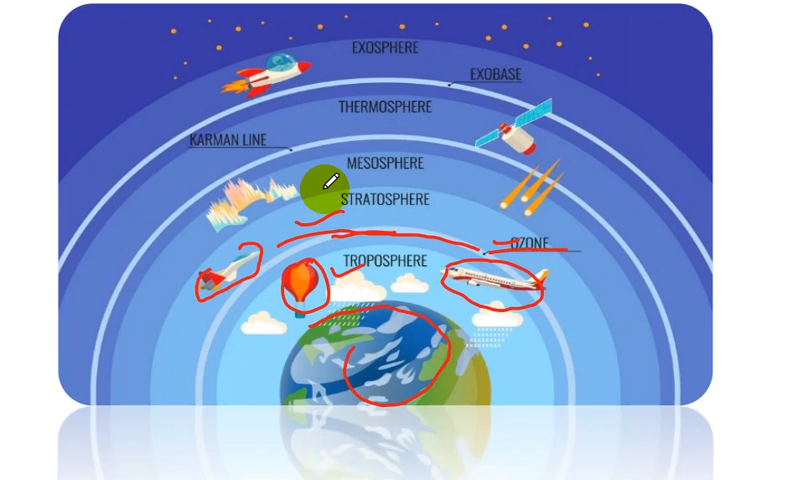 EXOSPHERE
EXOBASE
THERMOSPHERE
KARMAN LINE
MESOSPHERE
STRATOSPHERE
OZONE
TROPOSPHERE